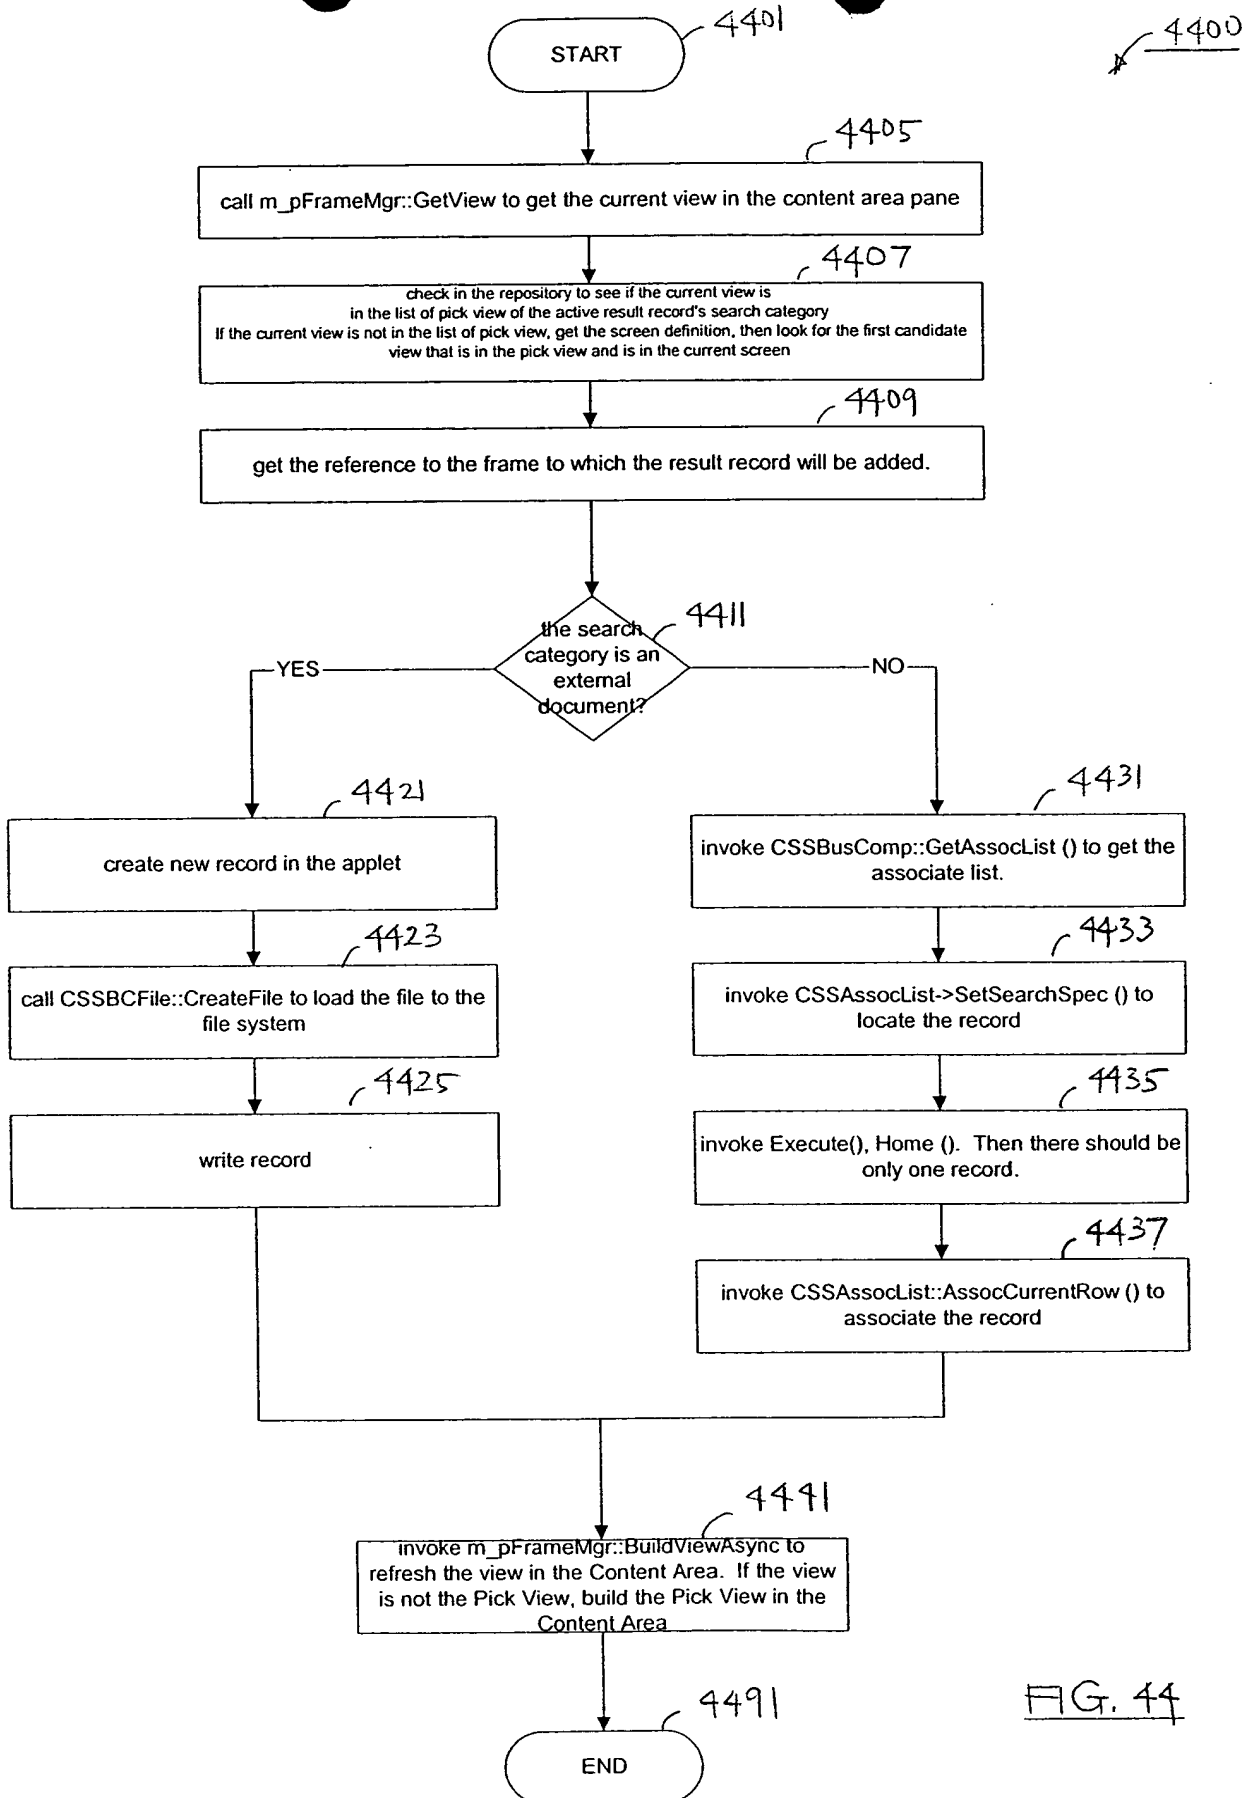 4401
4400
START
4405
call m_pFrameMgr::GetView to get the current view in the content area pane
4407
check in the repository to see if the current view is
in the list of pick view of the active result record's search category
If the current view is not in the list of pick view, get the screen definition, then look for the first candidate
view that is in the pick view and is in the current screen
4409
get the reference to the frame to which the result record will be added.
4411
the search
category is an
external
document?
YES
NO
4421
create new record in the applet
4423
call CSSBCFile::CreateFile to load the file to the
file system
4425
write record
4431
invoke CSSBusComp::GetAssocList () to get the
associate list.
4433
invoke CSSAssocList->SetSearchSpec () to
locate the record
4435
invoke Execute(), Home (). Then there should be
only one record.
4437
invoke CSSAssocList::AssocCurrentRow () to
associate the record
4441
invoke m_pFrameMgr::BuildViewAsync to
refresh the view in the Content Area. If the view
is not the Pick View, build the Pick View in the
Content Area
4491
END
FIG. 44